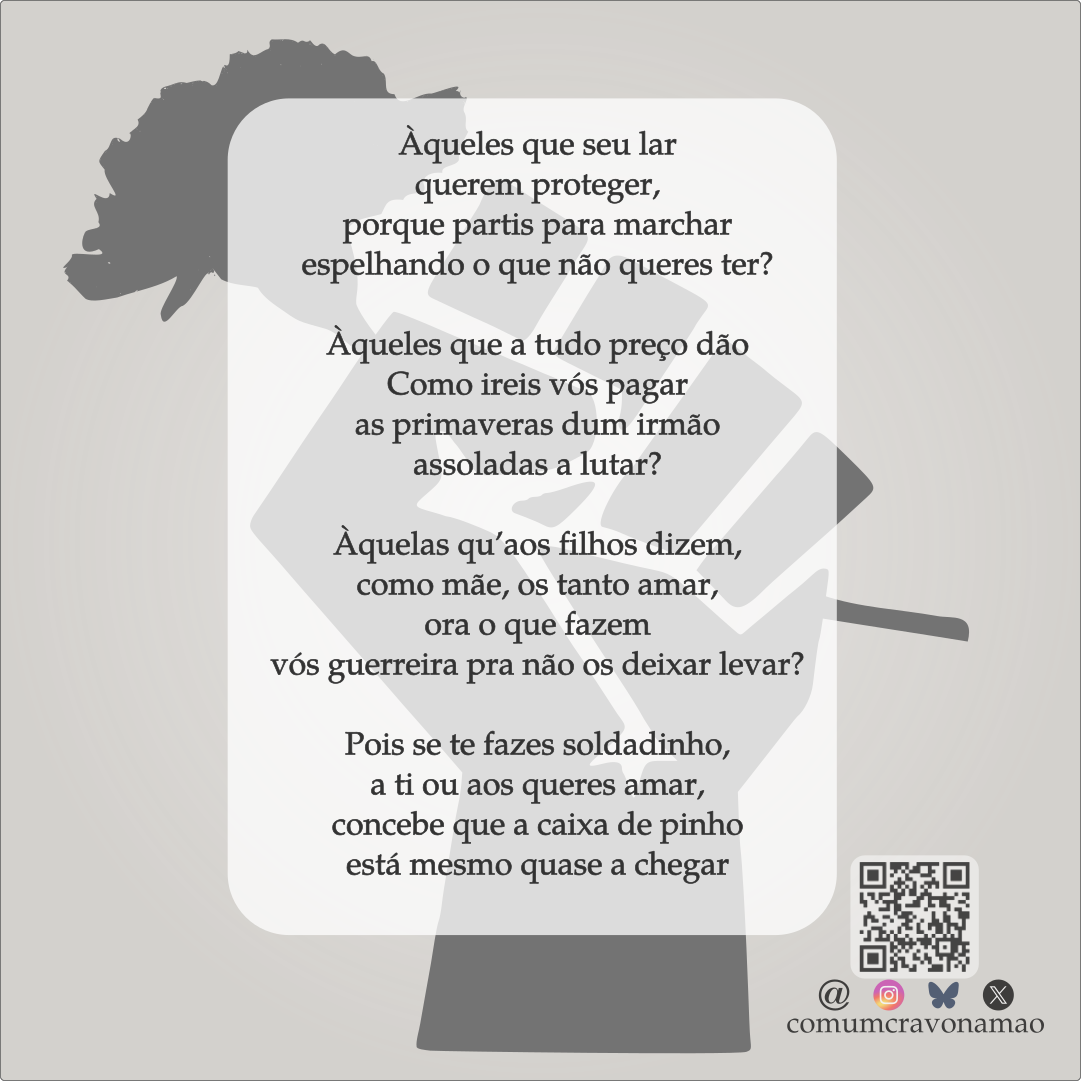 Àqueles que seu lar
querem proteger,
porque partis para marchar
espelhando o que não queres ter?
Àqueles que a tudo preço dão
Como ireis vós pagar
as primaveras dum irmão
assoladas a lutar?
Àquelas qu’aos filhos dizem,
como mãe, os tanto amar,
ora o que fazem
vós guerreira pra não os deixar levar?
Pois se te fazes soldadinho,
a ti ou aos queres amar,
concebe que a caixa de pinho
está mesmo quase a chegar
@
comumcravonamao